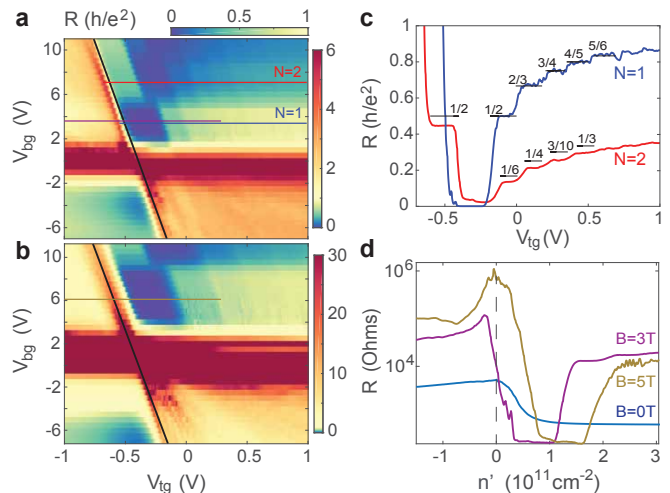 a
R (h/e²)
0 0.5 1
10
6
2
-2
-6
V_bg (V)
N=2
N=1
6
5
4
3
2
1
0
b
10
6
2
-2
-6
V_bg (V)
-1 -0.5 0 0.5 1
V_tg (V)
30
20
10
0
c
1
0.8
0.6
0.4
0.2
0
R (h/e²)
1/2 1/2 2/3 3/4 4/5 5/6
N=1
1/6 1/4 3/10 1/3
N=2
-0.5 0 0.5 1
V_tg (V)
d
10⁶
10⁴
R (Ohms)
B=3T
B=5T
B=0T
-1 0 1 2 3
n' (10¹¹cm⁻²)